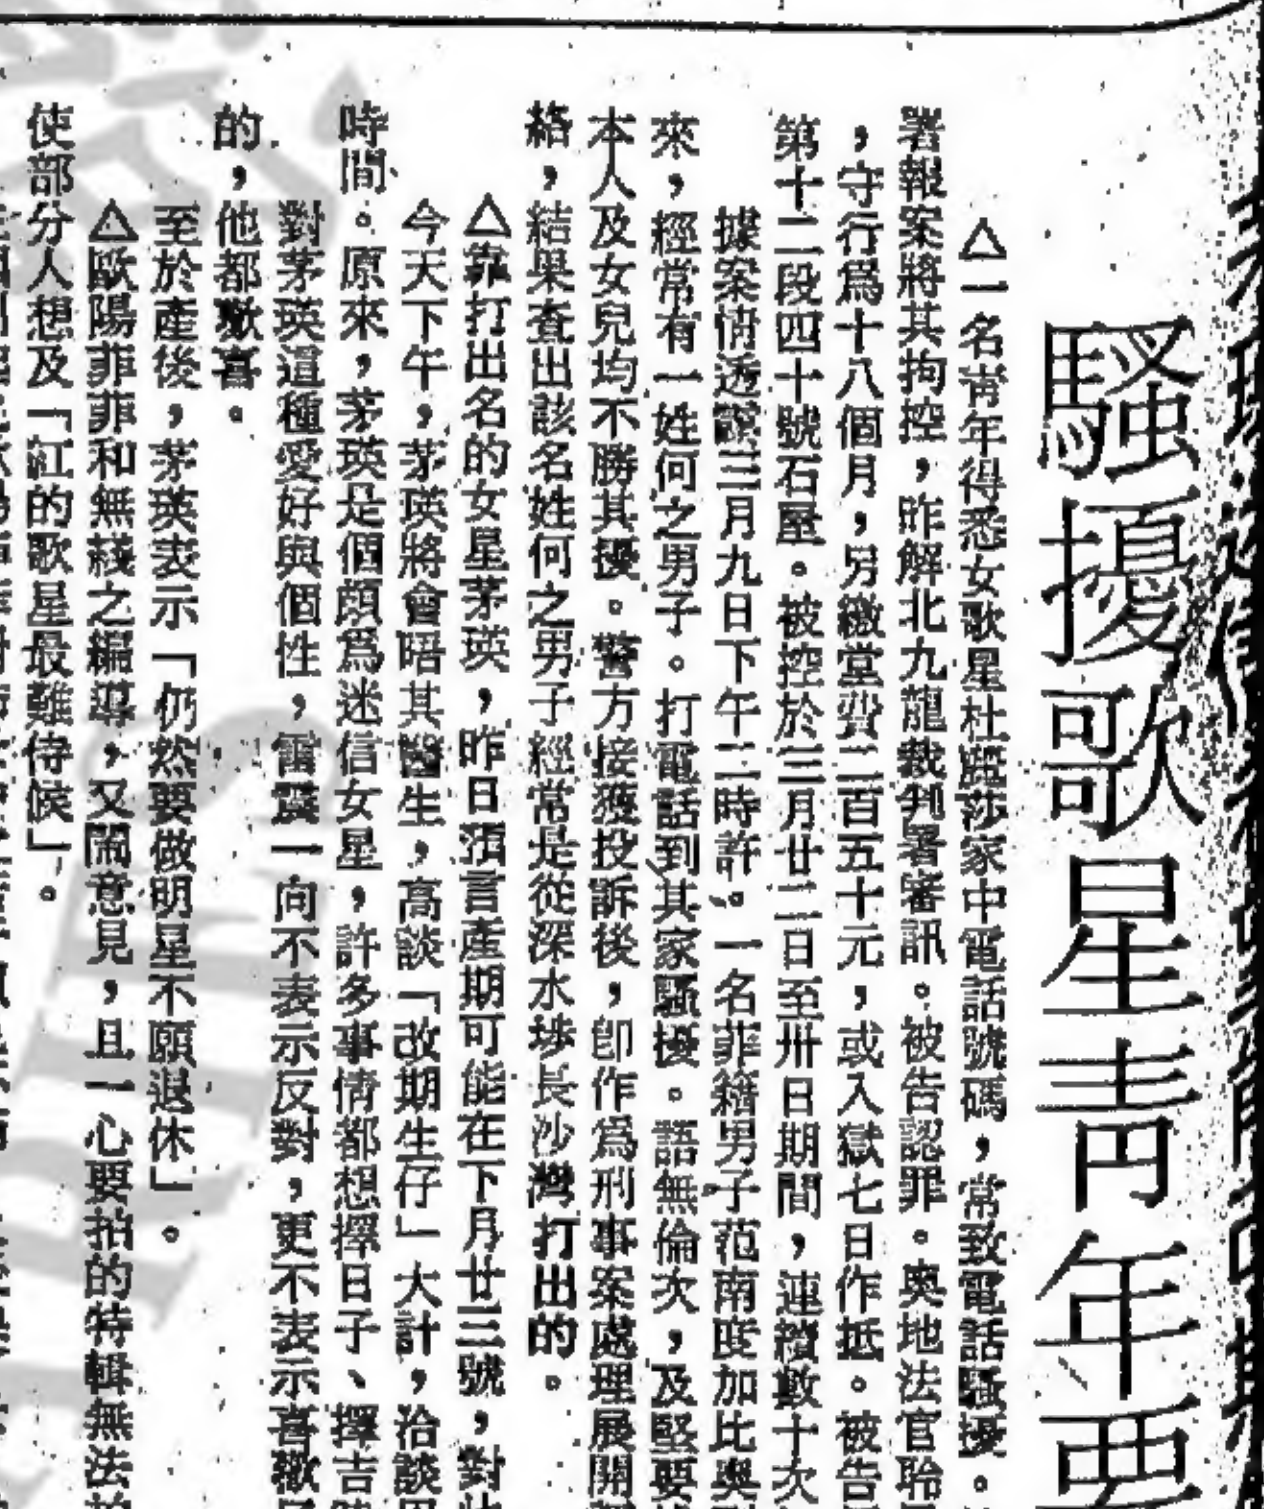 騷擾歌星青年要
△一名青年得悉女歌星杜藍莎家中電話號碼，常致電話騷擾。
署報案將其拘控，昨解北九龍裁判署審訊。被告認罪。奧地法官
，守行為十八個月，另繳堂費二百五十元，或入獄七日作抵。被告
第十二段四十號石屋。被控於三月廿二日至卅日期間，連續數十次
據案情透露三月九日下午二時許。一名菲籍男子范南度加比奧
來，經常有一姓何之男子。打電話到其家騷擾。語無倫次，及堅要
本人及女兒均不勝其擾。警方接獲投訴後，即作為刑事案處理展開
絡，結果查出該名姓何之男子經常是從深水埗長沙灣打出的。
△靠打出名的女星茅瑛，昨日預言產期可能在下月廿三號，對
今天下午，茅瑛將會晤其醫生，高談「改期生仔」大計，洽談
時間。原來，茅瑛是個頗為迷信女星，許多事情都想擇日子、擇吉
對茅瑛這種愛好與個性，雷震一向不表示反對，更不表示喜歡
的，他都歡喜。
至於產後，茅瑛表示「仍然要做明星不願退休」。
△歐陽菲菲和無綫之編導，又鬧意見，且一心要拍的特輯無法
使部分人想及「紅的歌星最難侍候」。